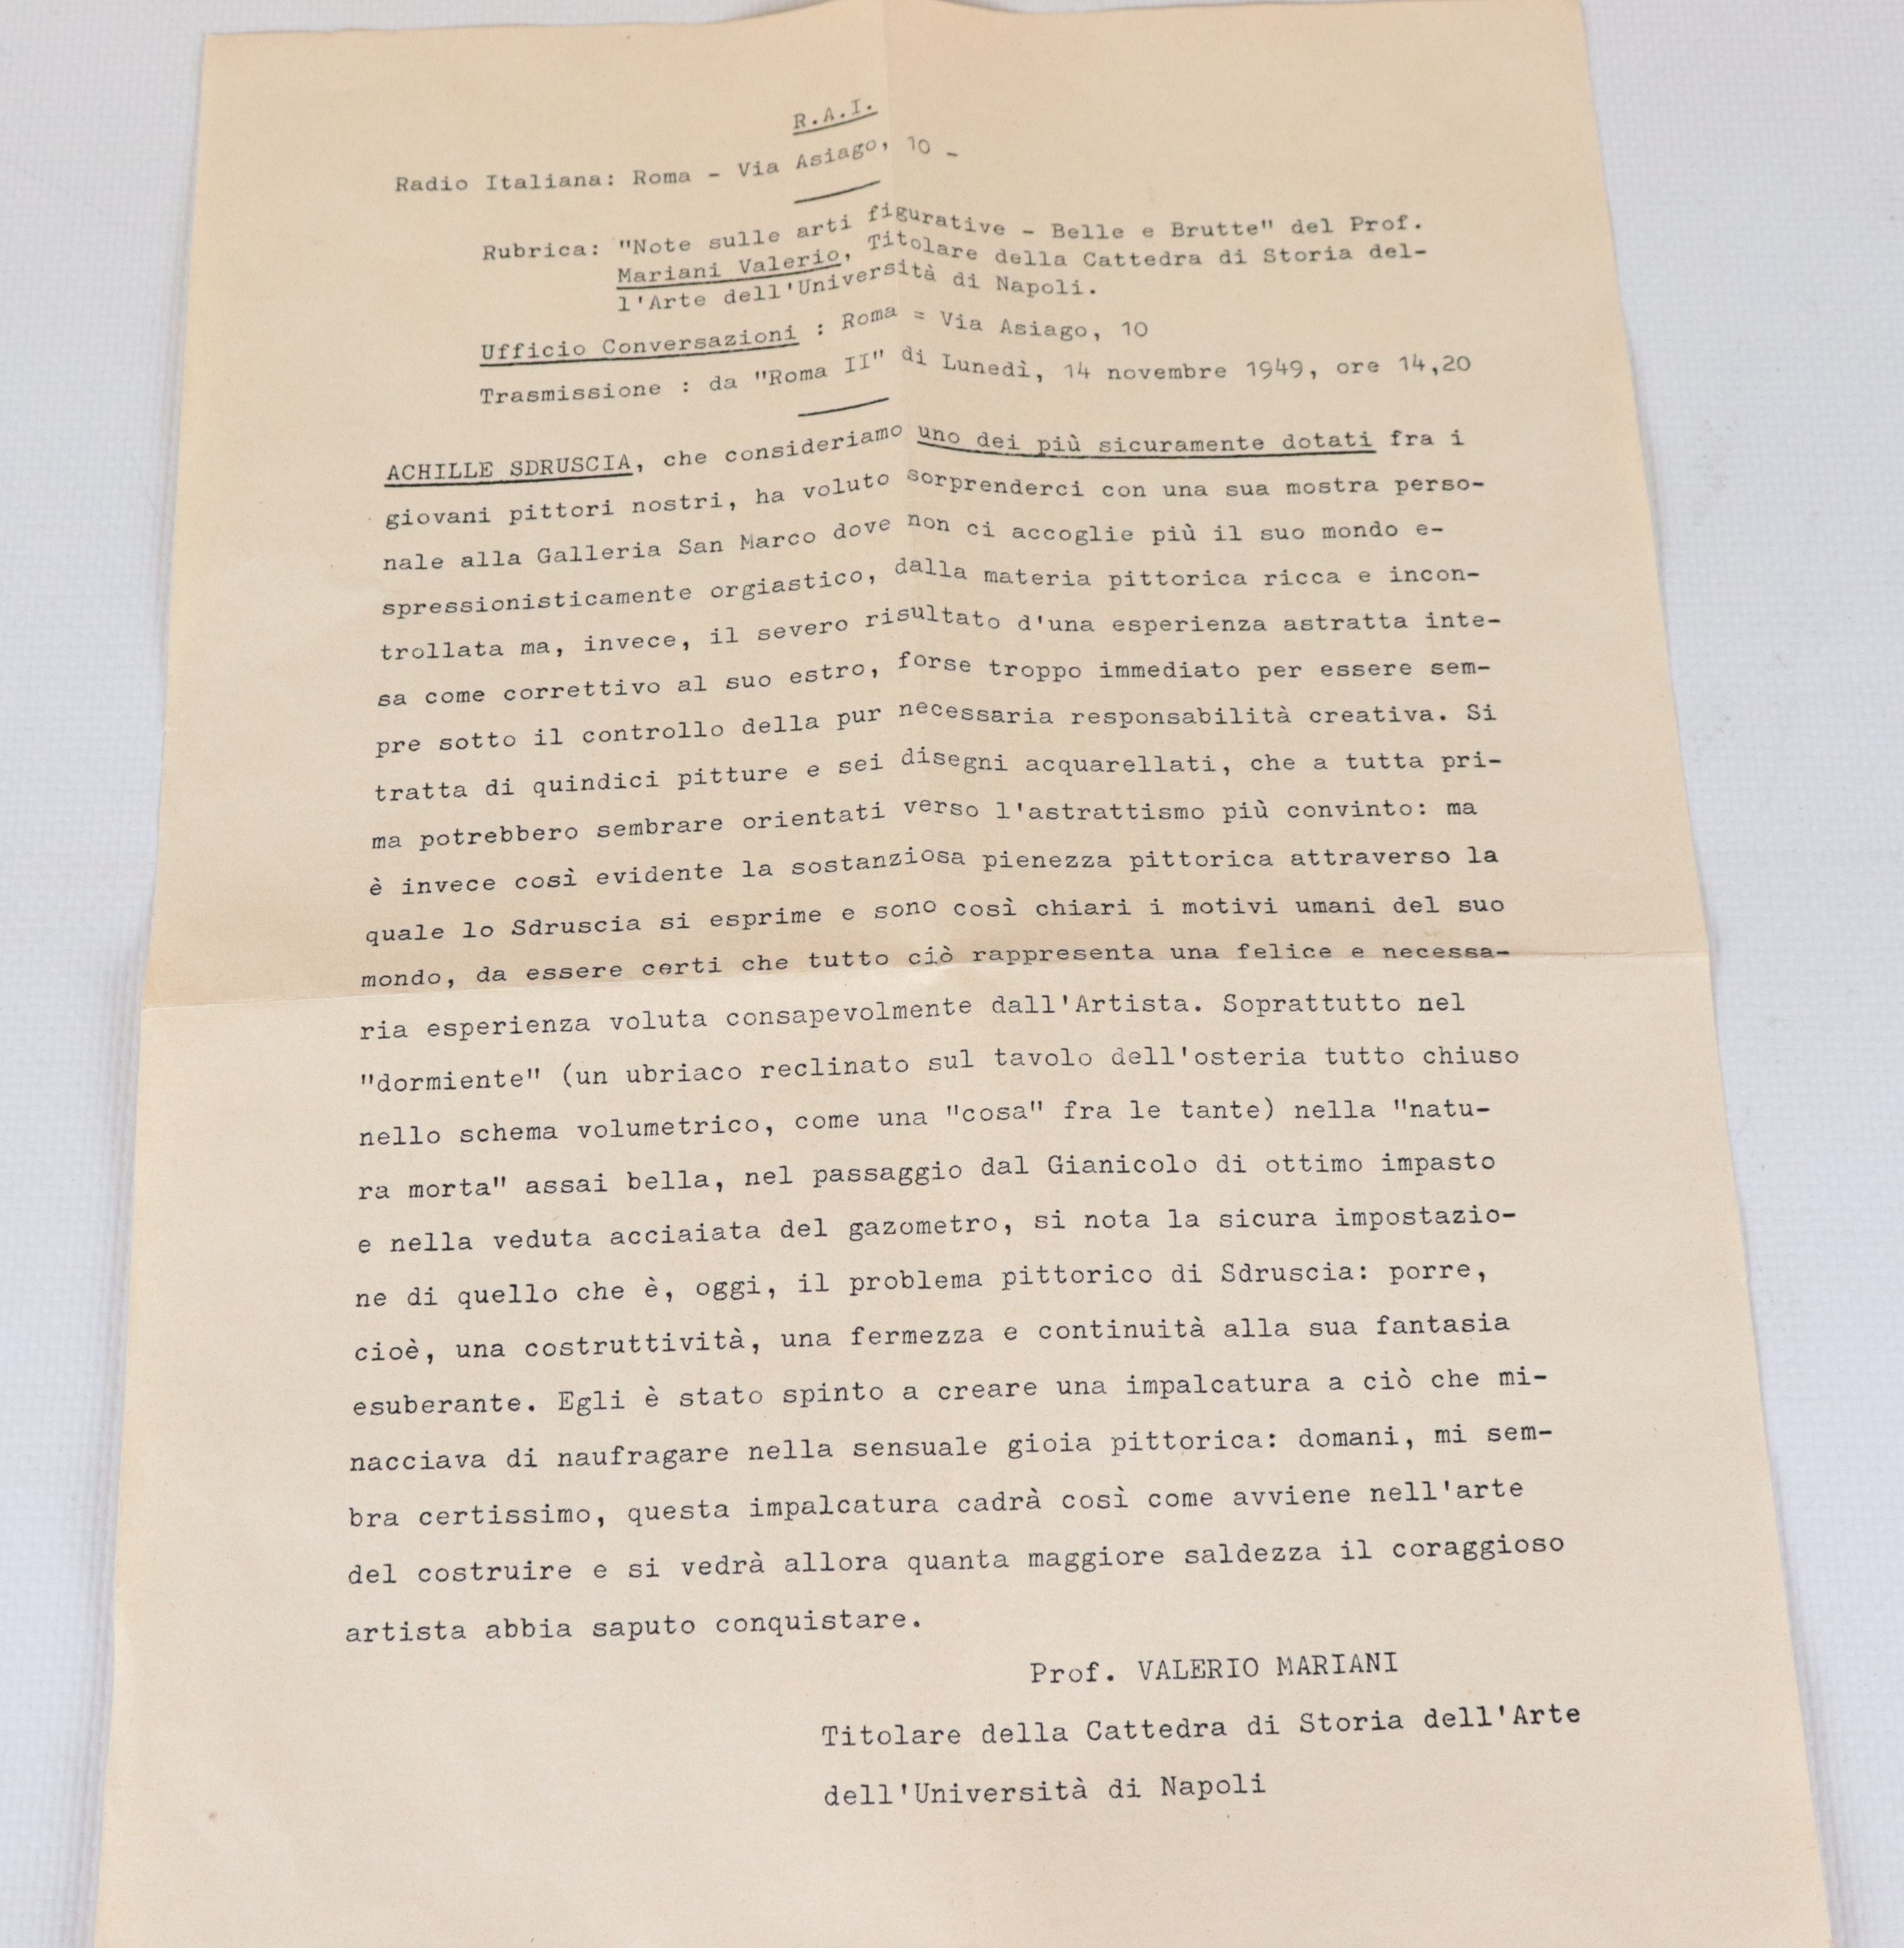 R.A.I.
Radio Italiana: Roma - Via Asiago, 10 -
Rubrica: "Note sulle arti figurative - Belle e Brutte" del Prof.
Mariani Valerio, Titolare della Cattedra di Storia del-
l'Arte dell'Università di Napoli.
Ufficio Conversazioni : Roma = Via Asiago, 10
Trasmissione : da "Roma II" di Lunedì, 14 novembre 1949, ore 14,20
ACHILLE SDRUSCIA, che consideriamo uno dei più sicuramente dotati fra i
giovani pittori nostri, ha voluto sorprenderci con una sua mostra perso-
nale alla Galleria San Marco dove non ci accoglie più il suo mondo e-
spressionisticamente orgiastico, dalla materia pittorica ricca e incon-
trollata ma, invece, il severo risultato d'una esperienza astratta inte-
sa come correttivo al suo estro, forse troppo immediato per essere sem-
pre sotto il controllo della pur necessaria responsabilità creativa. Si
tratta di quindici pitture e sei disegni acquarellati, che a tutta pri-
ma potrebbero sembrare orientati verso l'astrattismo più convinto: ma
è invece così evidente la sostanziosa pienezza pittorica attraverso la
quale lo Sdruscia si esprime e sono così chiari i motivi umani del suo
mondo, da essere certi che tutto ciò rappresenta una felice e necessa-
ria esperienza voluta consapevolmente dall'Artista. Soprattutto nel
"dormiente" (un ubriaco reclinato sul tavolo dell'osteria tutto chiuso
nello schema volumetrico, come una "cosa" fra le tante) nella "natu-
ra morta" assai bella, nel passaggio dal Gianicolo di ottimo impasto
e nella veduta acciaiata del gazometro, si nota la sicura impostazio-
ne di quello che è, oggi, il problema pittorico di Sdruscia: porre,
cioè, una costruttività, una fermezza e continuità alla sua fantasia
esuberante. Egli è stato spinto a creare una impalcatura a ciò che mi-
nacciava di naufragare nella sensuale gioia pittorica: domani, mi sem-
bra certissimo, questa impalcatura cadrà così come avviene nell'arte
del costruire e si vedrà allora quanta maggiore saldezza il coraggioso
artista abbia saputo conquistare.
Prof. VALERIO MARIANI
Titolare della Cattedra di Storia dell'Arte
dell'Università di Napoli